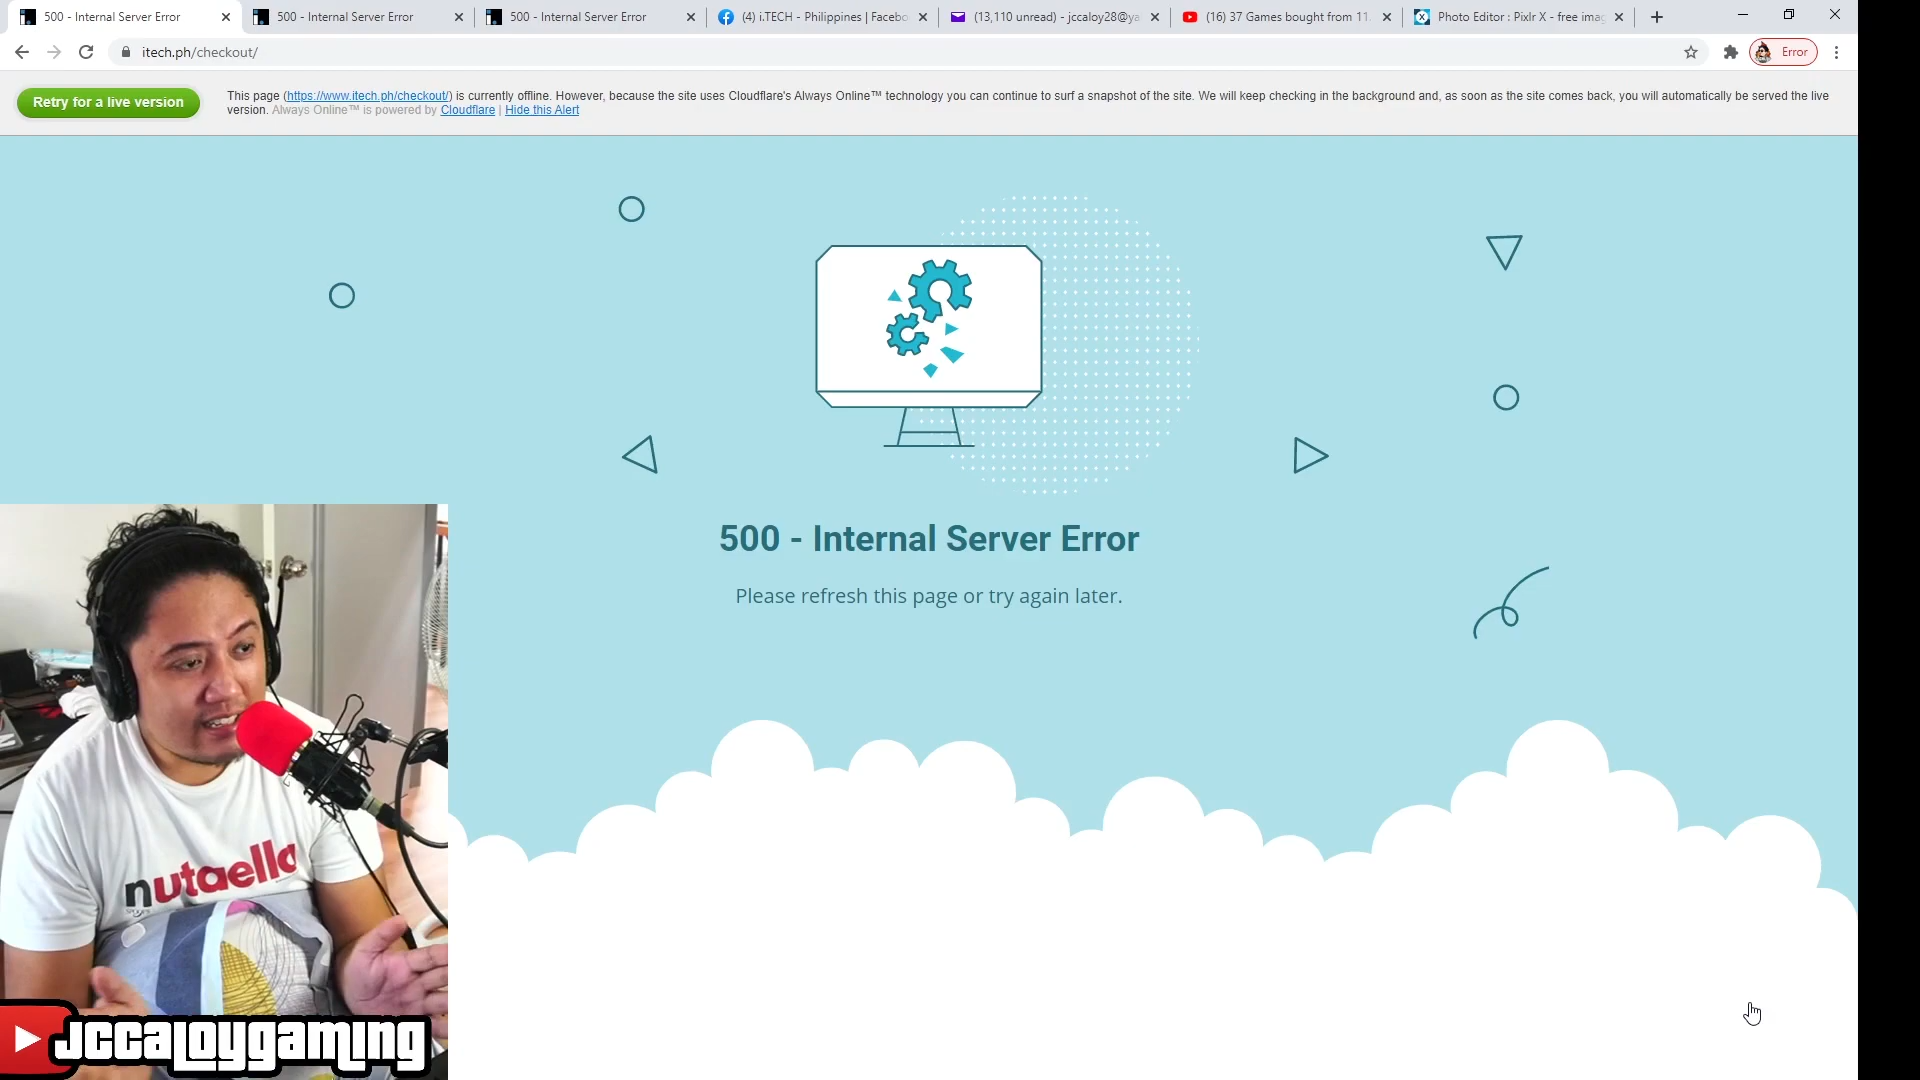 500 - Internal Server Error
500 - Internal Server Error
500 - Internal Server Error
(4) i.TECH - Philippines | Facebo
(13,110 unread) - jccaloy28@ya
(16) 37 Games bought from 11.
Photo Editor : Pixlr X - free imag
itech.ph/checkout/
Error
Retry for a live version
This page (https://www.itech.ph/checkout/) is currently offline. However, because the site uses Cloudflare's Always Online™ technology you can continue to surf a snapshot of the site. We will keep checking in the background and, as soon as the site comes back, you will automatically be served the live
version. Always Online™ is powered by Cloudflare | Hide this Alert
500 - Internal Server Error
Please refresh this page or try again later.
nutaella
jccaloygaming